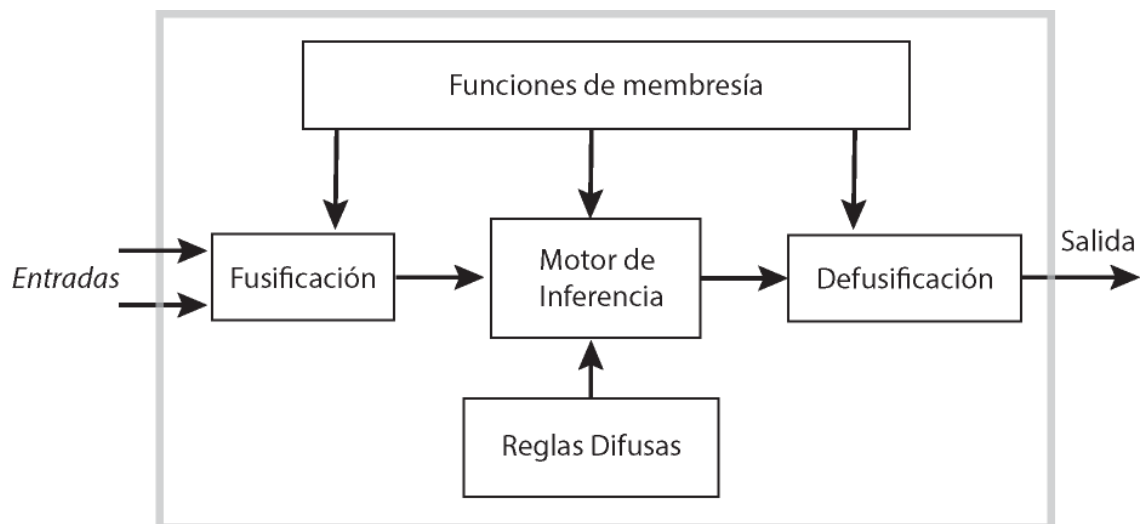 Funciones de membresía
Entradas
Fusificación
Motor de
Inferencia
Defusificación
Salida
Reglas Difusas